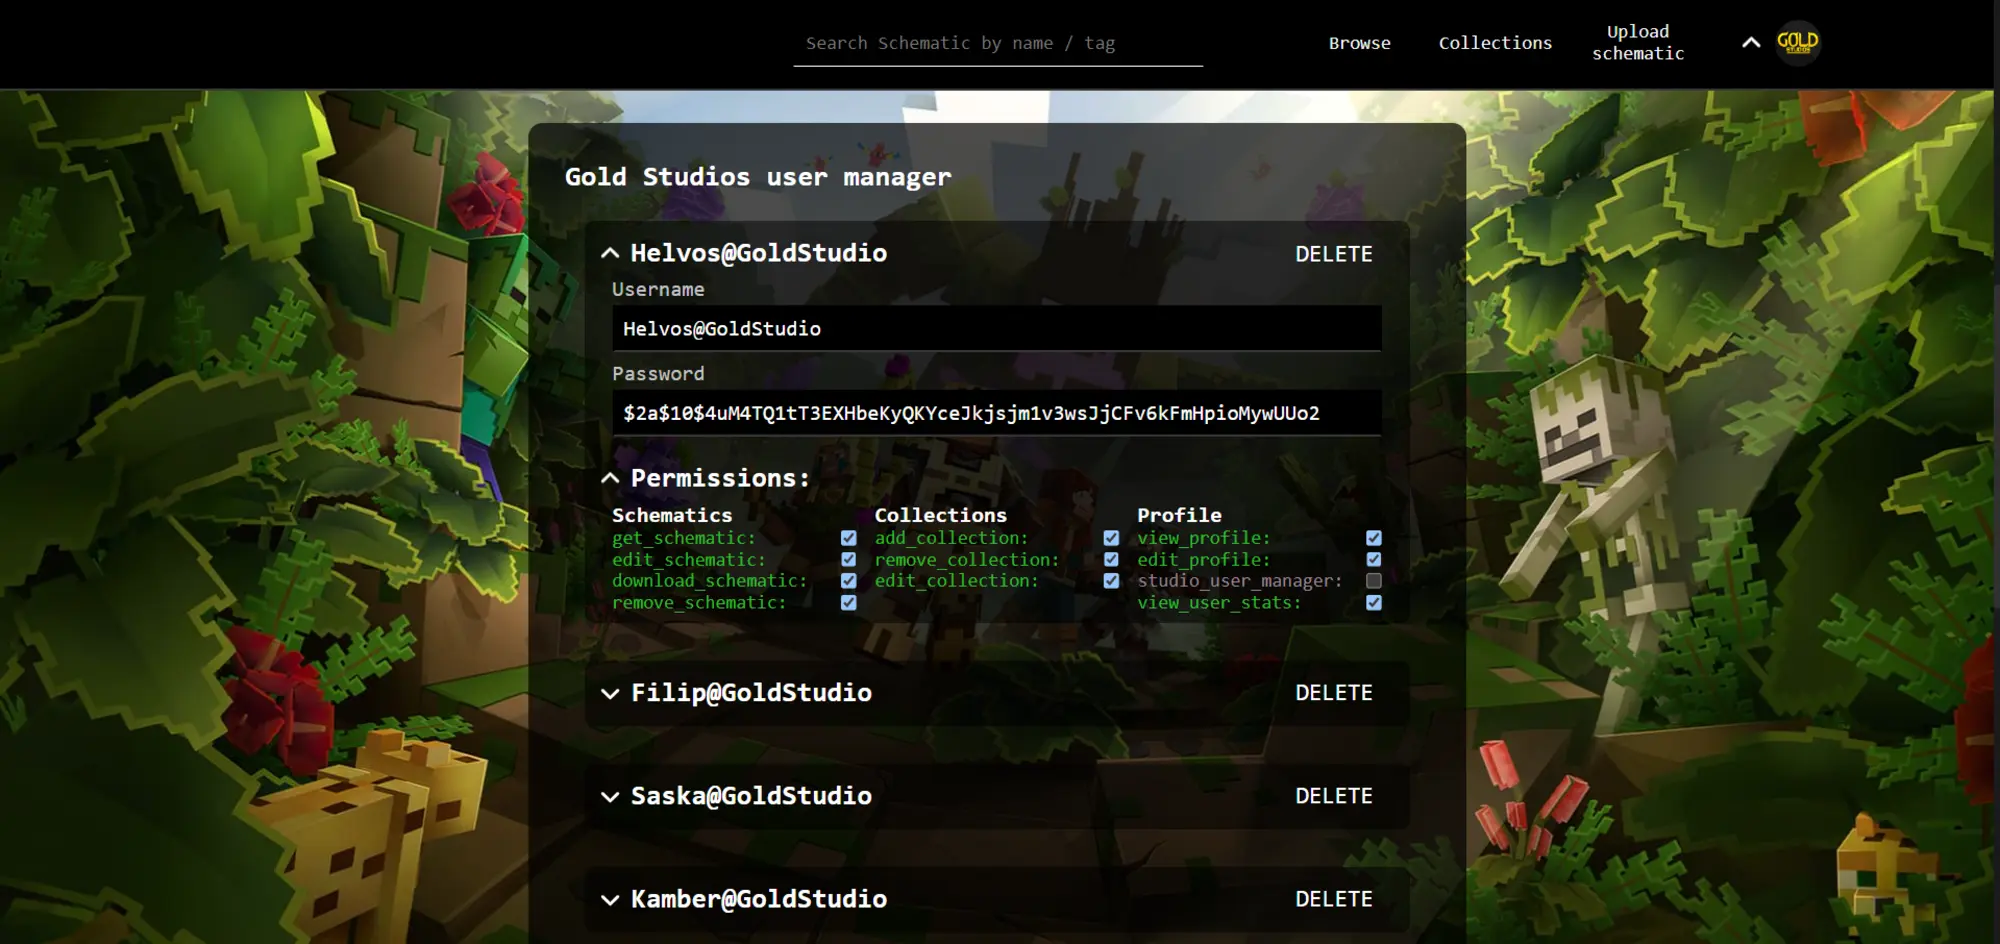 Search Schematic by name / tag
Browse
Collections
Upload
schematic
GOLD
STUDIOS
Gold Studios user manager
Helvos@GoldStudio
DELETE
Username
Helvos@GoldStudio
Password
$2a$10$4uM4TQ1tT3EXHbeKyQKYceJkjsjm1v3wsJjCFv6kFmHpioMywUUo2
Permissions:
Schematics
get_schematic:
edit_schematic:
download_schematic:
remove_schematic:
Collections
add_collection:
remove_collection:
edit_collection:
Profile
view_profile:
edit_profile:
studio_user_manager:
view_user_stats:
Filip@GoldStudio
DELETE
Saska@GoldStudio
DELETE
Kamber@GoldStudio
DELETE